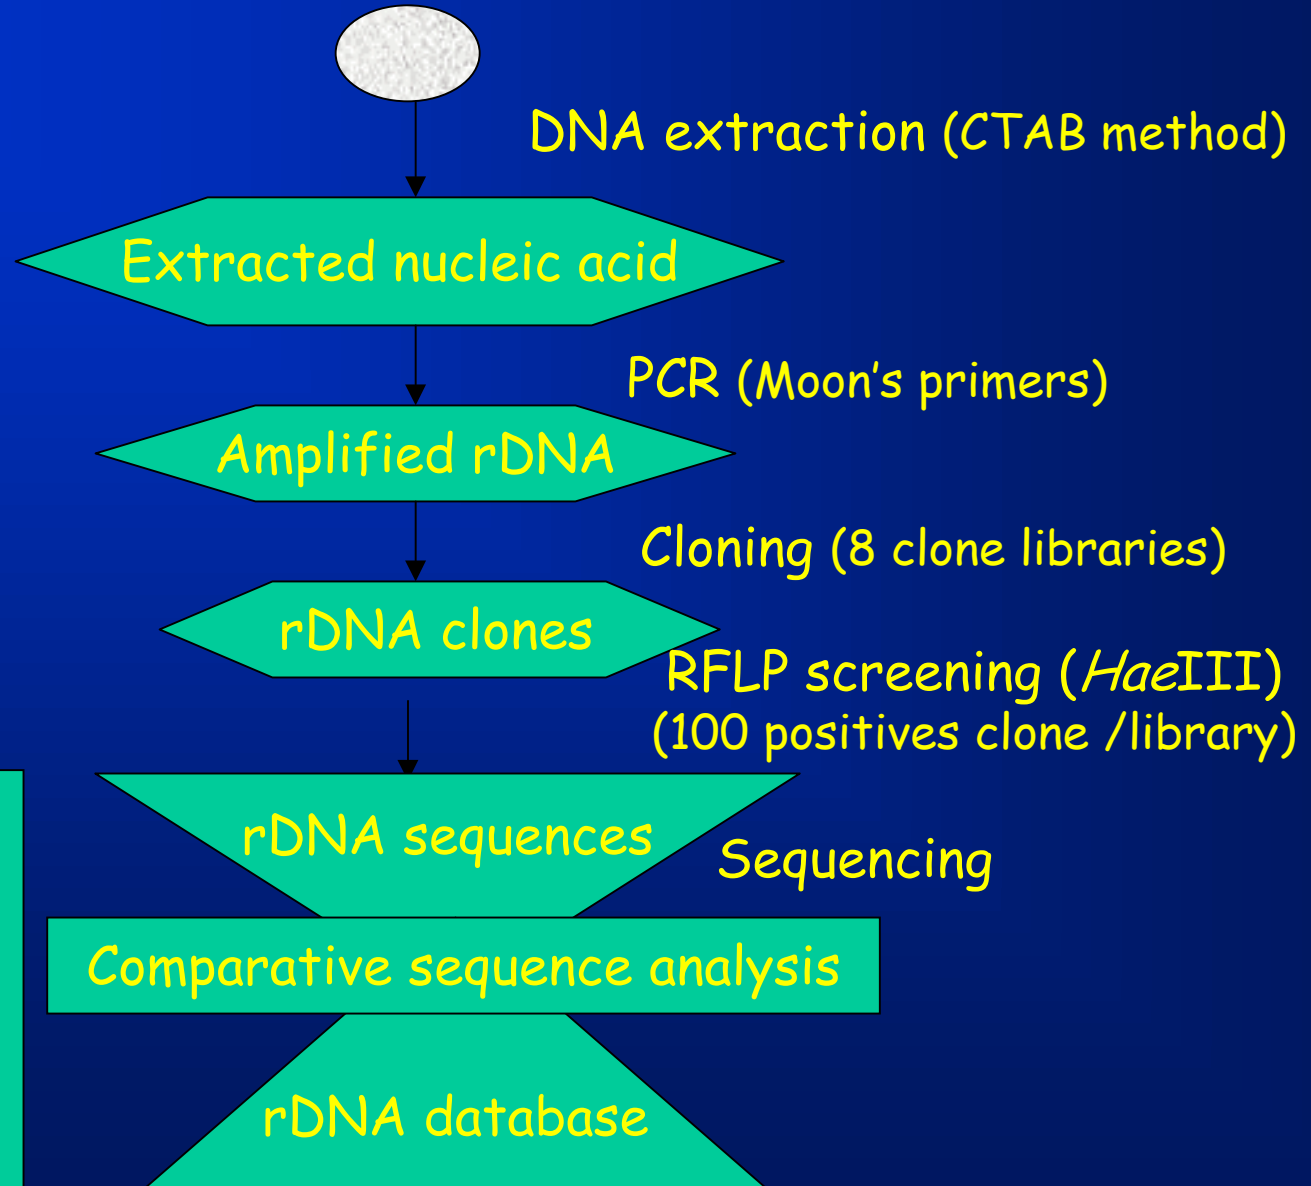 DNA extraction (CTAB method)
Extracted nucleic acid
PCR (Moon's primers)
Amplified rDNA
Cloning (8 clone libraries)
rDNA clones
RFLP screening (HaeIII)
(100 positives clone /library)
rDNA sequences
Sequencing
Comparative sequence analysis
rDNA database